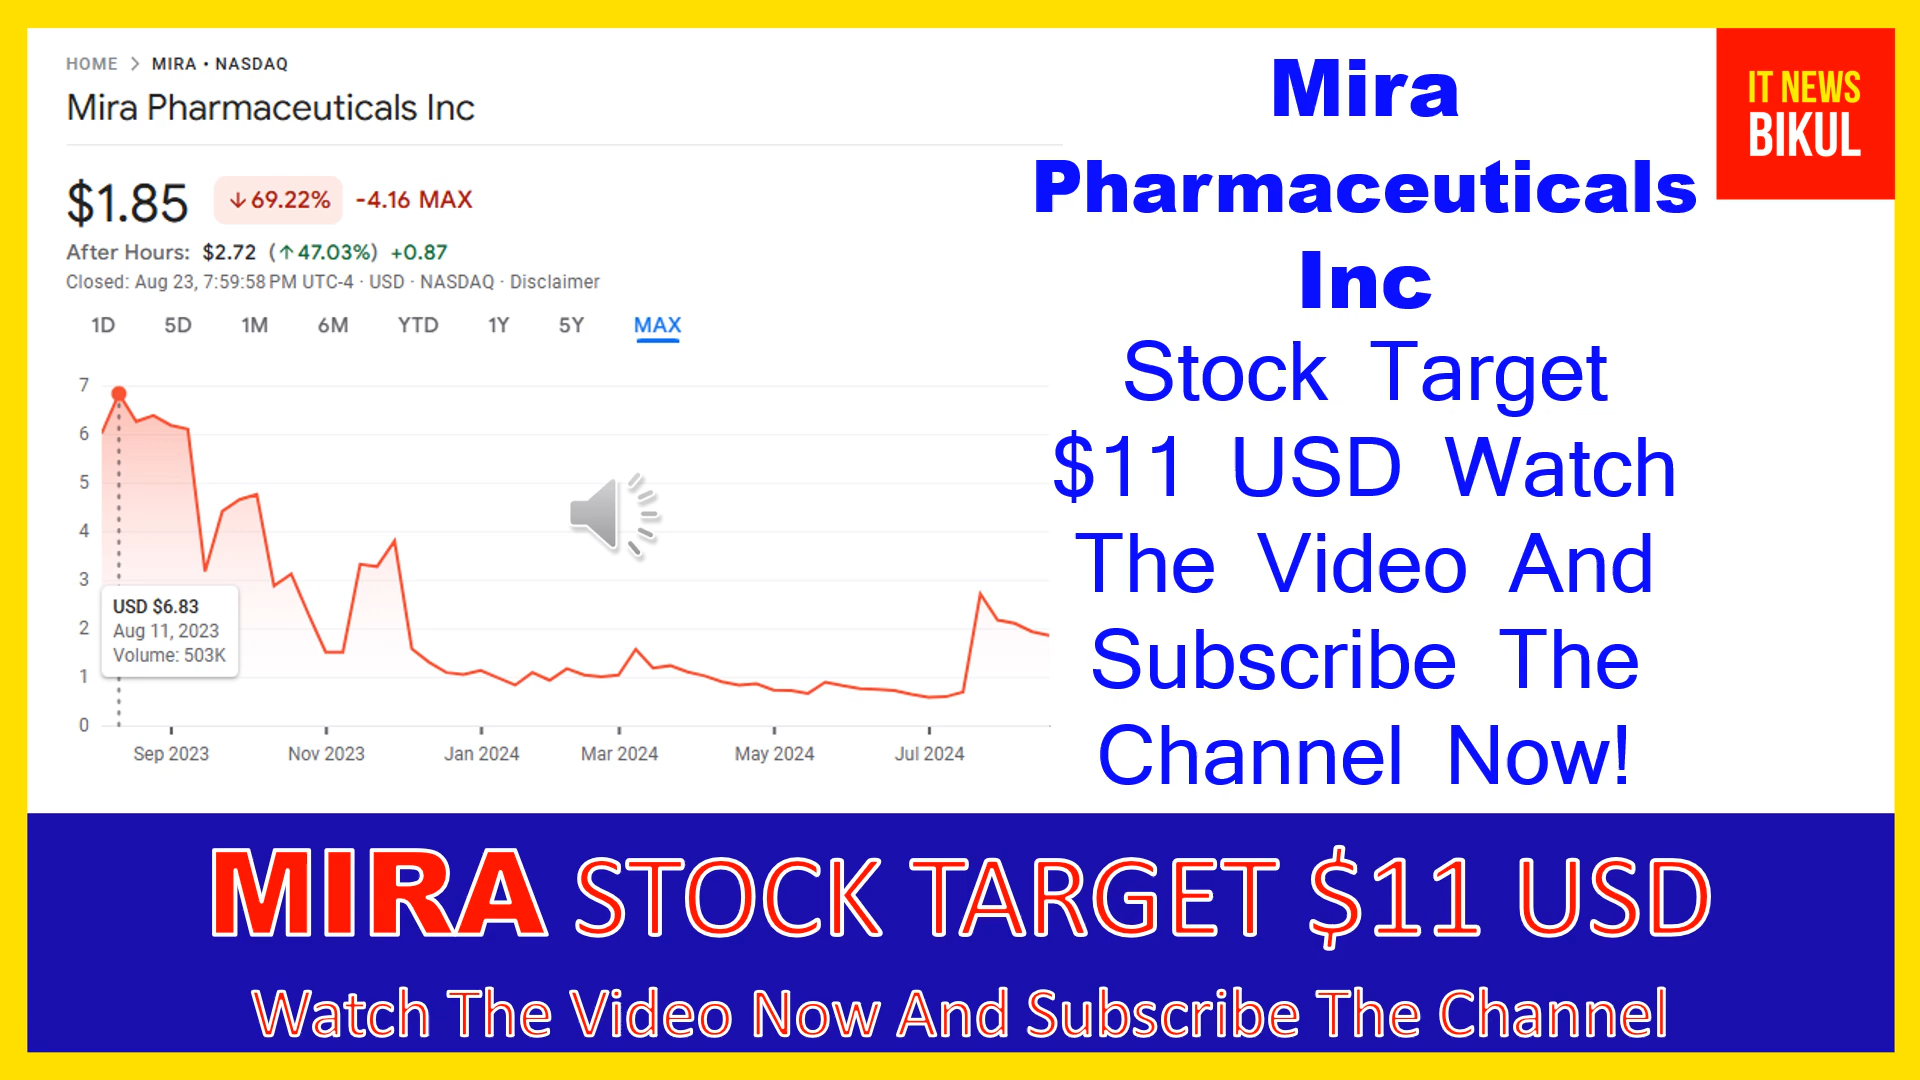 HOME > MIRA • NASDAQ
Mira Pharmaceuticals Inc
$1.85 ↓69.22% -4.16 MAX
After Hours: $2.72 (↑47.03%) +0.87
Closed: Aug 23, 7:59:58 PM UTC-4 · USD · NASDAQ · Disclaimer
1D 5D 1M 6M YTD 1Y 5Y MAX
7
6
5
4
3
2
1
0
USD $6.83
Aug 11, 2023
Volume: 503K
Sep 2023 Nov 2023 Jan 2024 Mar 2024 May 2024 Jul 2024
Mira
Pharmaceuticals
Inc
Stock Target
$11 USD Watch
The Video And
Subscribe The
Channel Now!
IT NEWS
BIKUL
MIRA STOCK TARGET $11 USD
Watch The Video Now And Subscribe The Channel